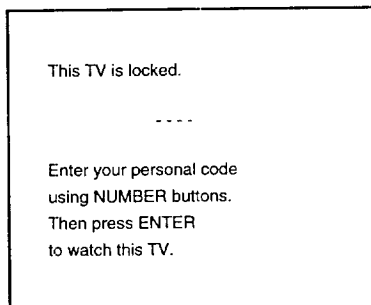 This TV is locked.
- - - -
Enter your personal code
using NUMBER buttons.
Then press ENTER
to watch this TV.